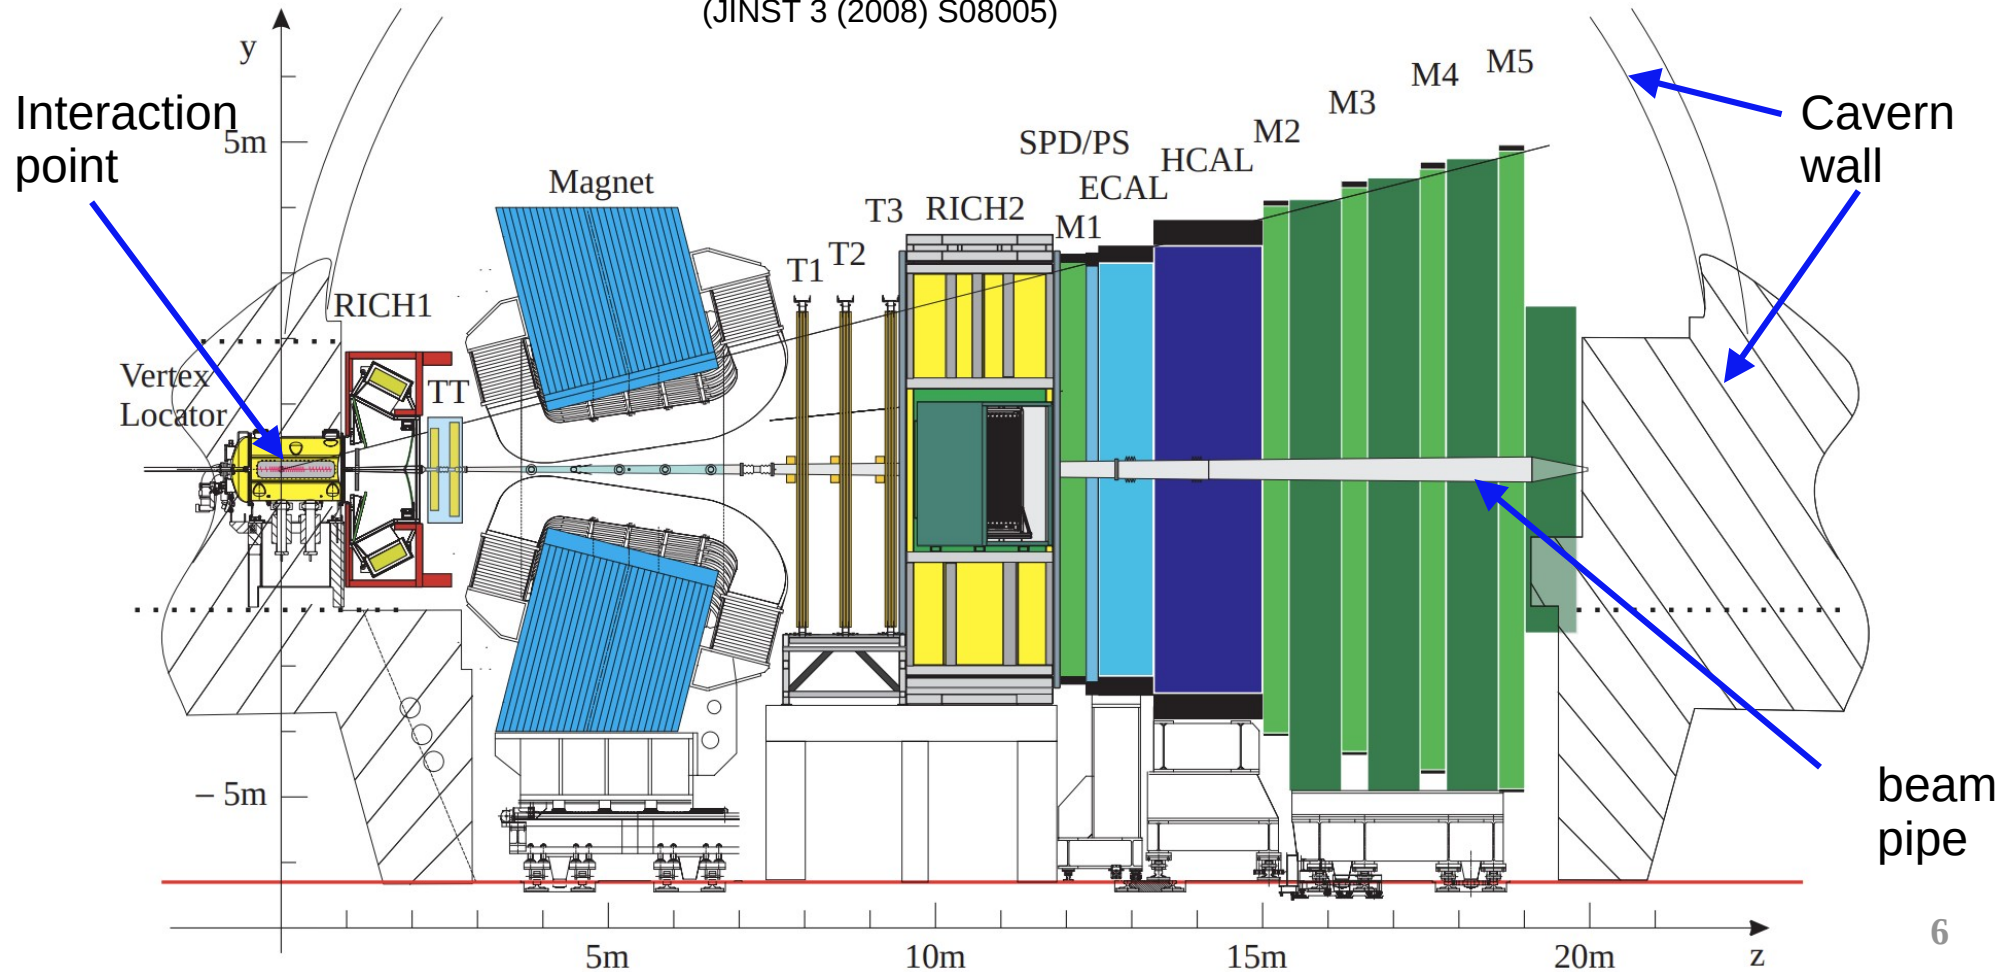 (JINST 3 (2008) S08005)
y
M5
M4
M3
M2
Interaction
point
Cavern
wall
5m
SPD/PS
HCAL
ECAL
Magnet
T3
RICH2
M1
T2
T1
RICH1
Vertex
Locator
TT
– 5m
beam
pipe
5m
10m
15m
20m
z
6